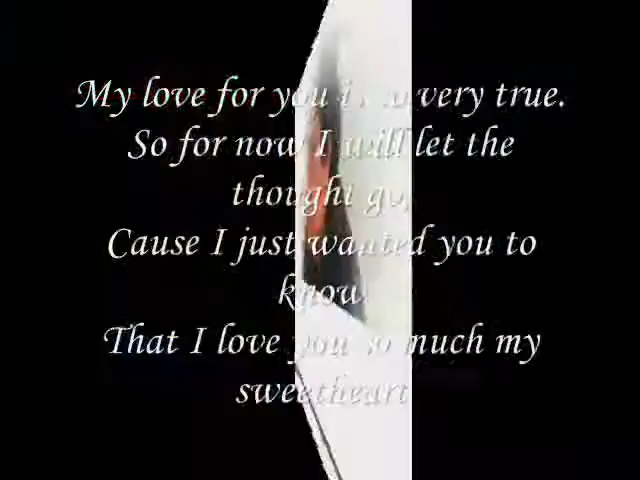 My love for you is so very true.
So for now I will let the
thought go,
Cause I just wanted you to
know
That I love you so much my
sweetheart